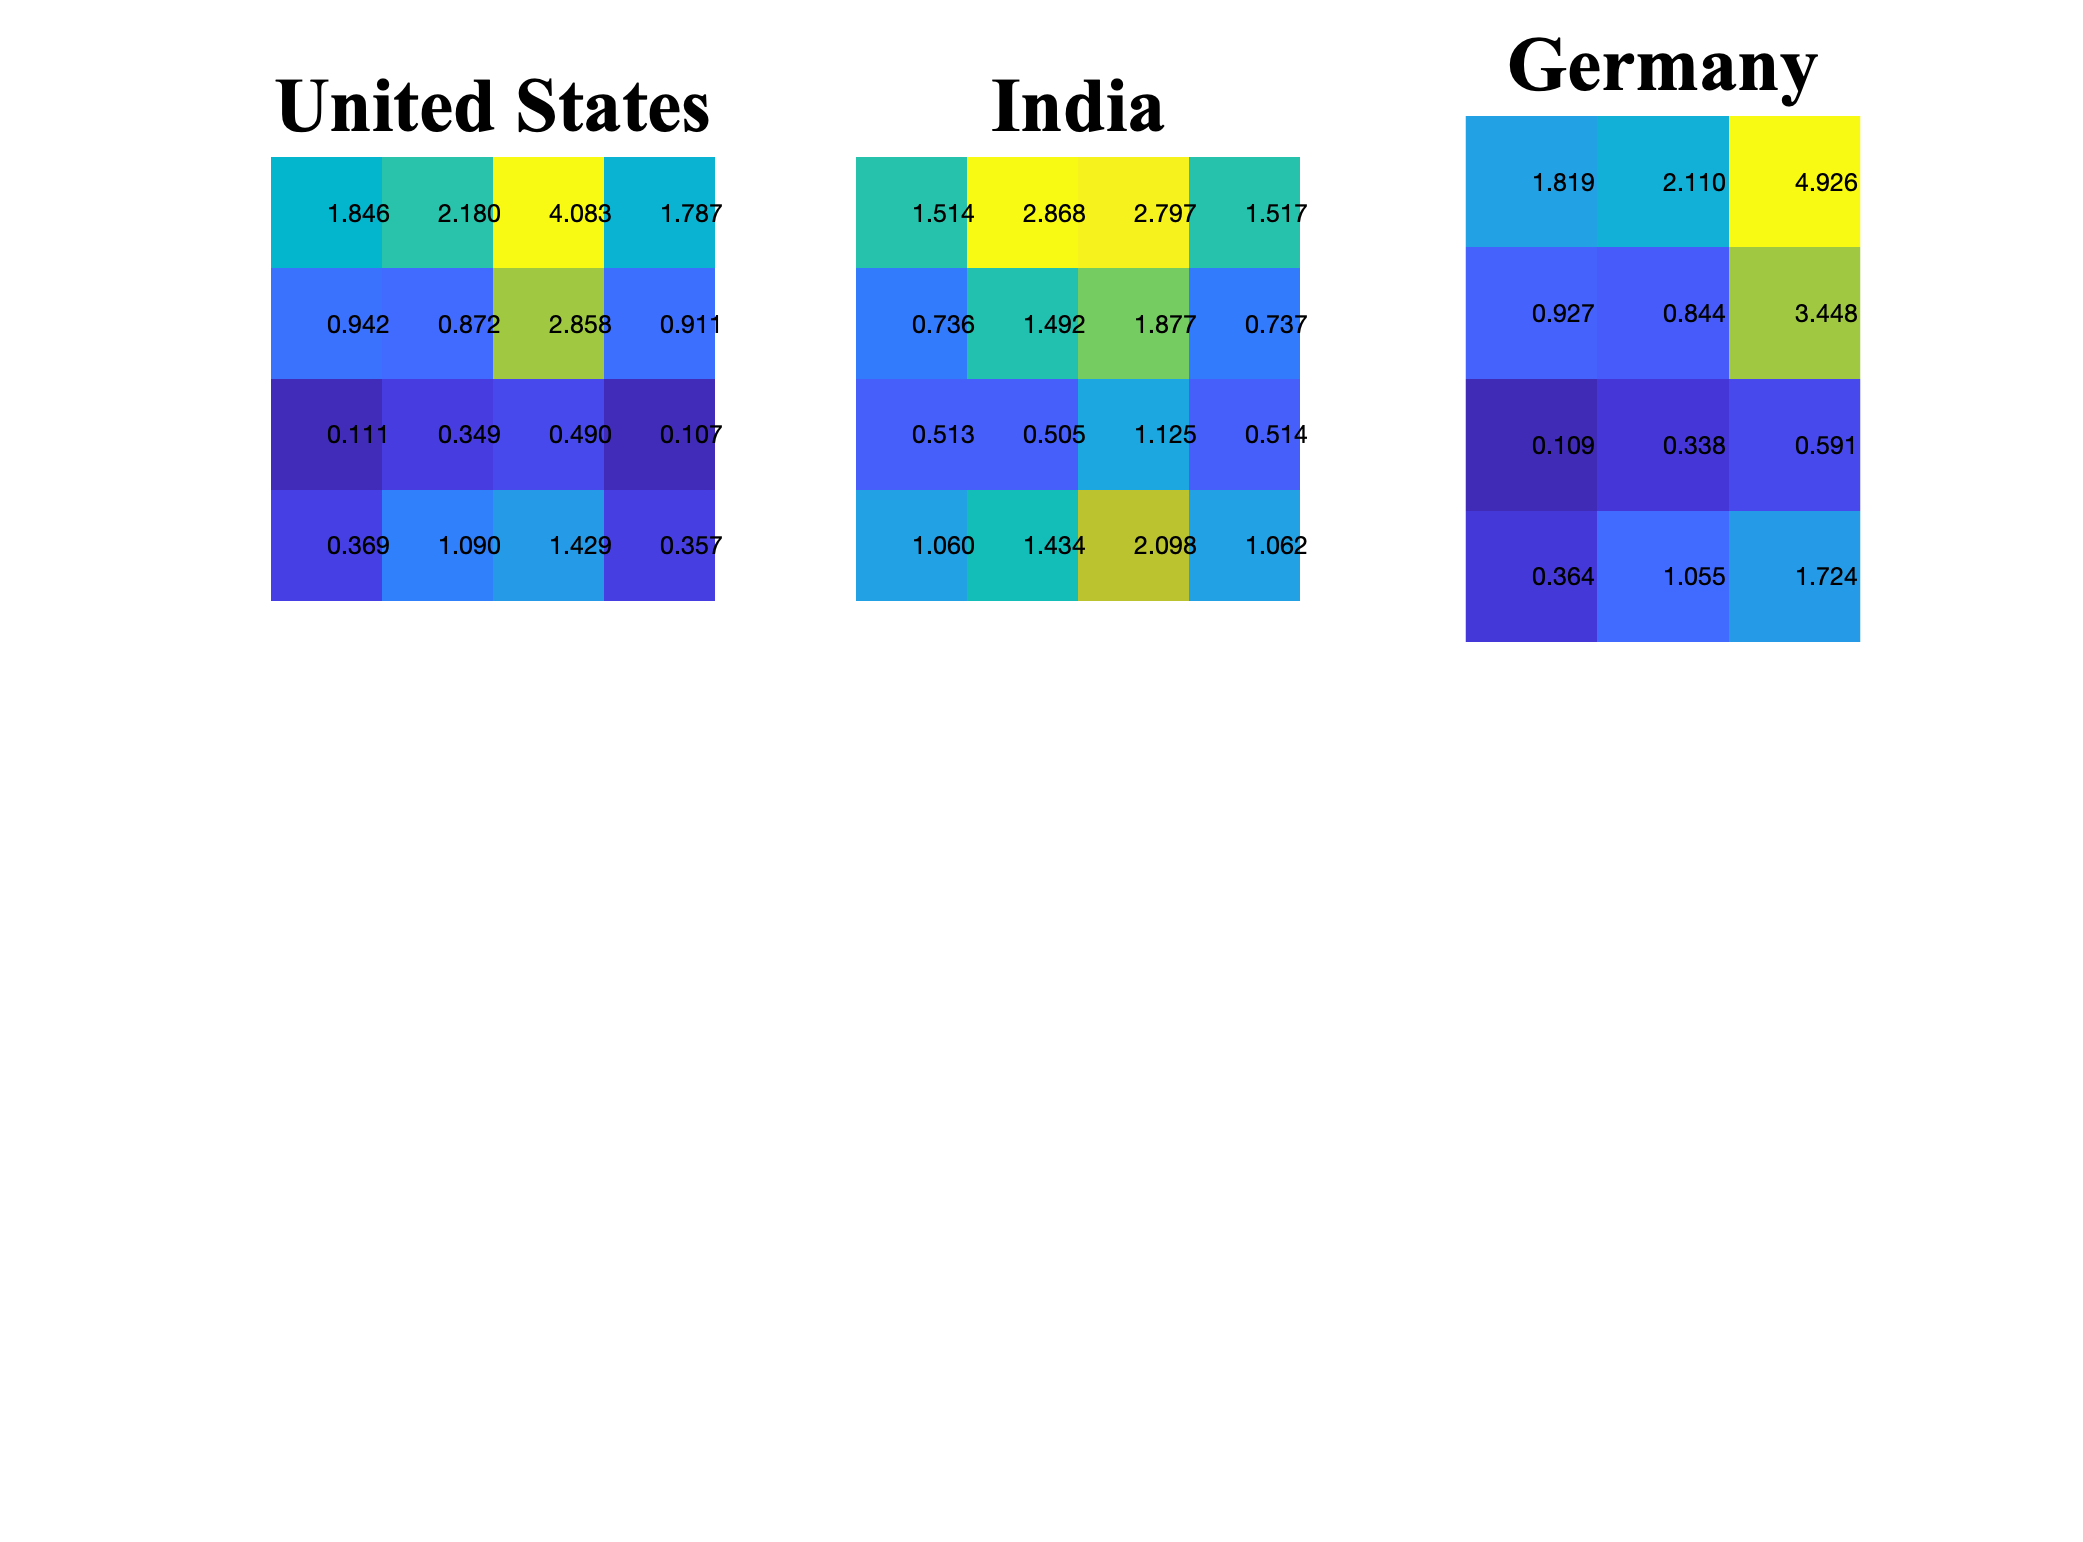 Germany
United States India
1.846 2.180 4.083 1.787
0.942 0.872 2.858 0.911
0.111 0.349 0.490 0.107
0.369 1.090 1.429 0.357
1.514 2.868 2.797 1.517
0.736 1.492 1.877 0.737
0.513 0.505 1.125 0.514
1.060 1.434 2.098 1.062
1.819 2.110 4.926
0.927 0.844 3.448
0.109 0.338 0.591
0.364 1.055 1.724